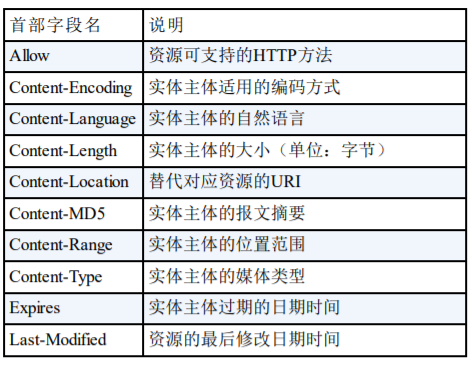 首部字段名 说明
Allow 资源可支持的HTTP方法
Content-Encoding 实体主体适用的编码方式
Content-Language 实体主体的自然语言
Content-Length 实体主体的大小（单位：字节）
Content-Location 替代对应资源的URI
Content-MD5 实体主体的报文摘要
Content-Range 实体主体的位置范围
Content-Type 实体主体的媒体类型
Expires 实体主体过期的日期时间
Last-Modified 资源的最后修改日期时间